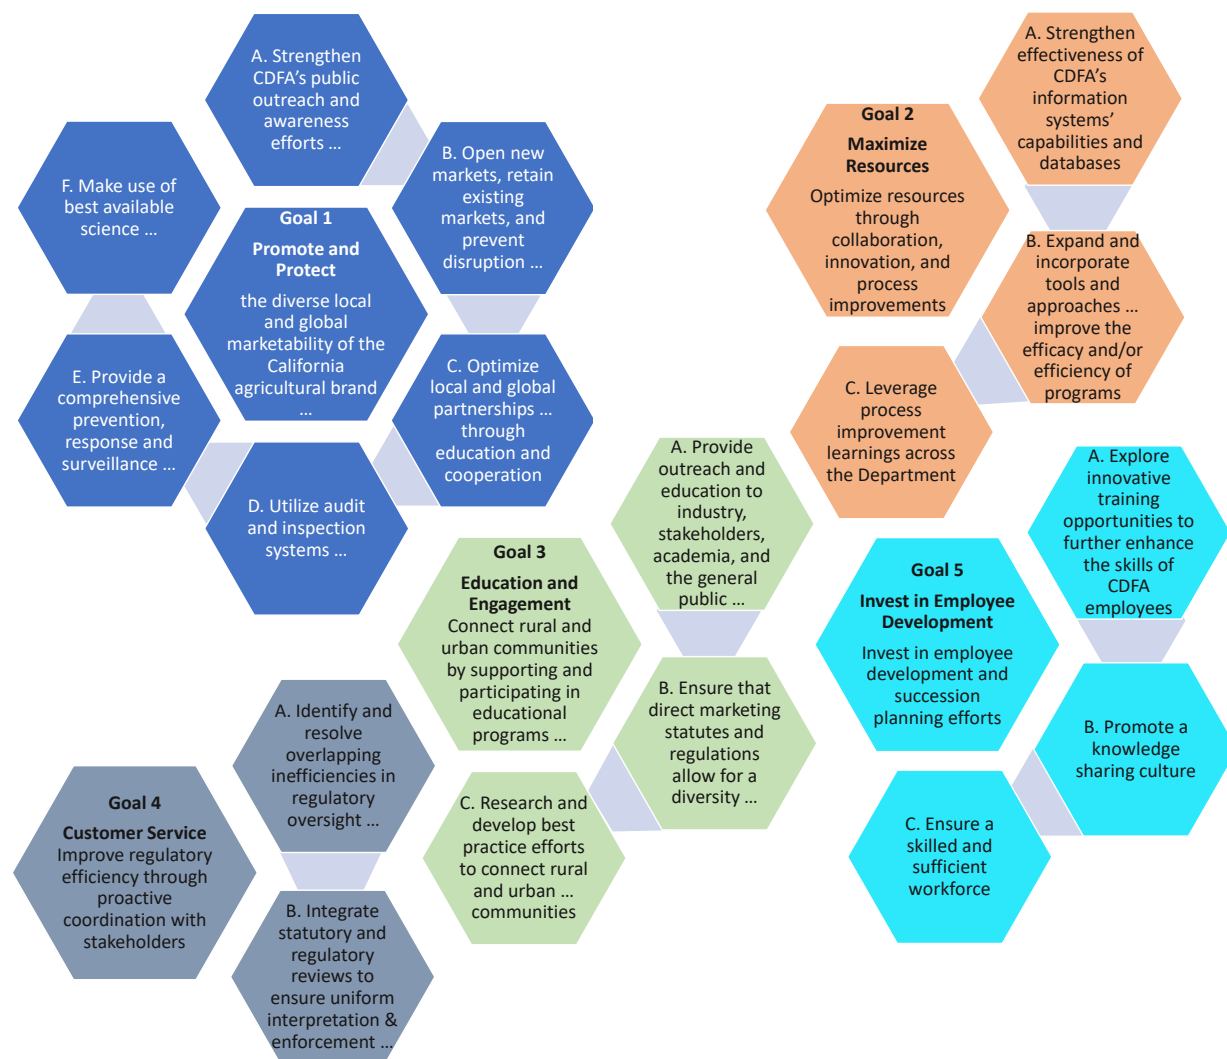 Goal 1
Promote and
Protect
the diverse local
and global
marketability of the
California
agricultural brand
...
A. Strengthen
CDFA's public
outreach and
awareness
efforts ...
B. Open new
markets, retain
existing
markets, and
prevent
disruption ...
C. Optimize
local and global
partnerships ...
through
education and
cooperation
D. Utilize audit
and inspection
systems ...
E. Provide a
comprehensive
prevention,
response and
surveillance ...
F. Make use of
best available
science ...
Goal 2
Maximize
Resources
Optimize resources
through
collaboration,
innovation, and
process
improvements
A. Strengthen
effectiveness of
CDFA's
information
systems'
capabilities and
databases
B. Expand and
incorporate
tools and
approaches ...
improve the
efficacy and/or
efficiency of
programs
C. Leverage
process
improvement
learnings across
the Department
Goal 3
Education and
Engagement
Connect rural and
urban communities
by supporting and
participating in
educational
programs ...
A. Provide
outreach and
education to
industry,
stakeholders,
academia, and
the general
public ...
B. Ensure that
direct marketing
statutes and
regulations
allow for a
diversity ...
C. Research and
develop best
practice efforts
to connect rural
and urban ...
communities
Goal 4
Customer Service
Improve regulatory
efficiency through
proactive
coordination with
stakeholders
A. Identify and
resolve
overlapping
inefficiencies in
regulatory
oversight ...
B. Integrate
statutory and
regulatory
reviews to
ensure uniform
interpretation &
enforcement ...
Goal 5
Invest in Employee
Development
Invest in employee
development and
succession
planning efforts
A. Explore
innovative
training
opportunities to
further enhance
the skills of
CDFA
employees
B. Promote a
knowledge
sharing culture
C. Ensure a
skilled and
sufficient
workforce